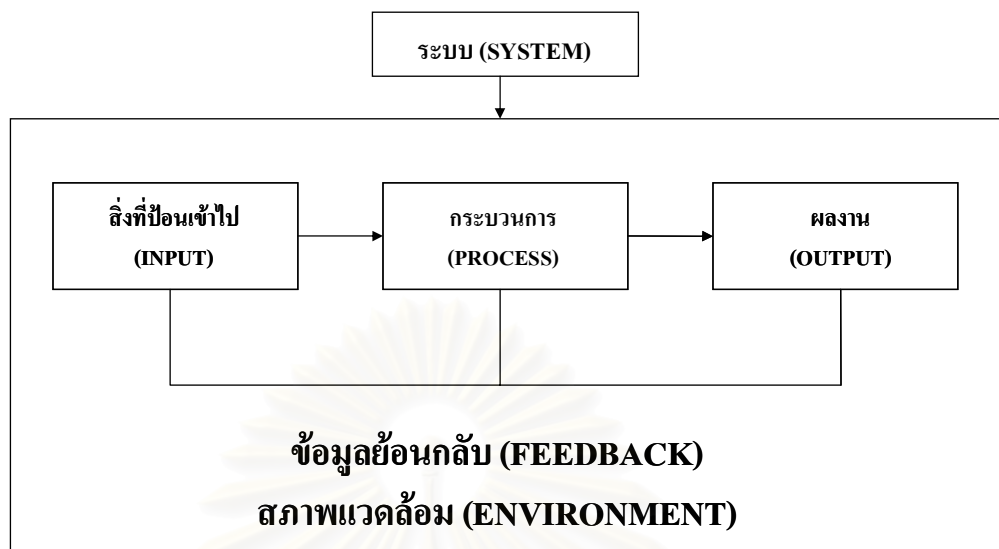 ระบบ (SYSTEM)
สิ่งที่ป้อนเข้าไป
(INPUT)
กระบวนการ
(PROCESS)
ผลงาน
(OUTPUT)
ข้อมูลย้อนกลับ (FEEDBACK)
สภาพแวดล้อม (ENVIRONMENT)